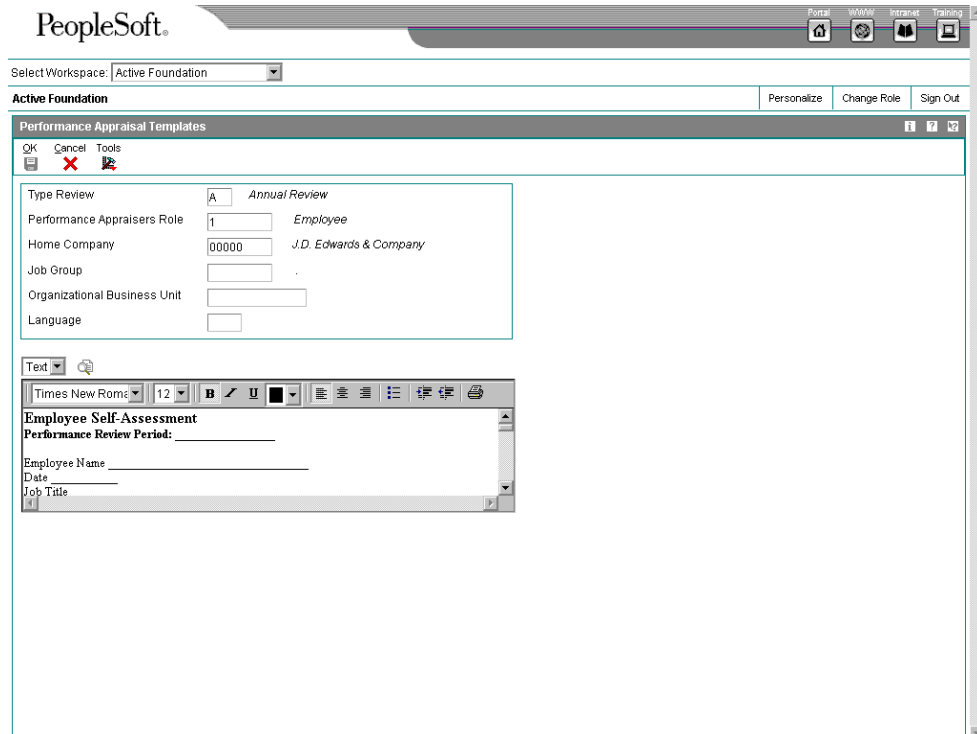 PeopleSoft®
Portal WWW Intranet Training
Select Workspace: Active Foundation
Active Foundation Personalize Change Role Sign Out
Performance Appraisal Templates
OK Cancel Tools
Type Review A Annual Review
Performance Appraisers Role 1 Employee
Home Company 00000 J.D. Edwards & Company
Job Group .
Organizational Business Unit
Language
Text
Times New Roma 12 B I U
Employee Self-Assessment
Performance Review Period: _______________
Employee Name ______________________________
Date __________
Job Title